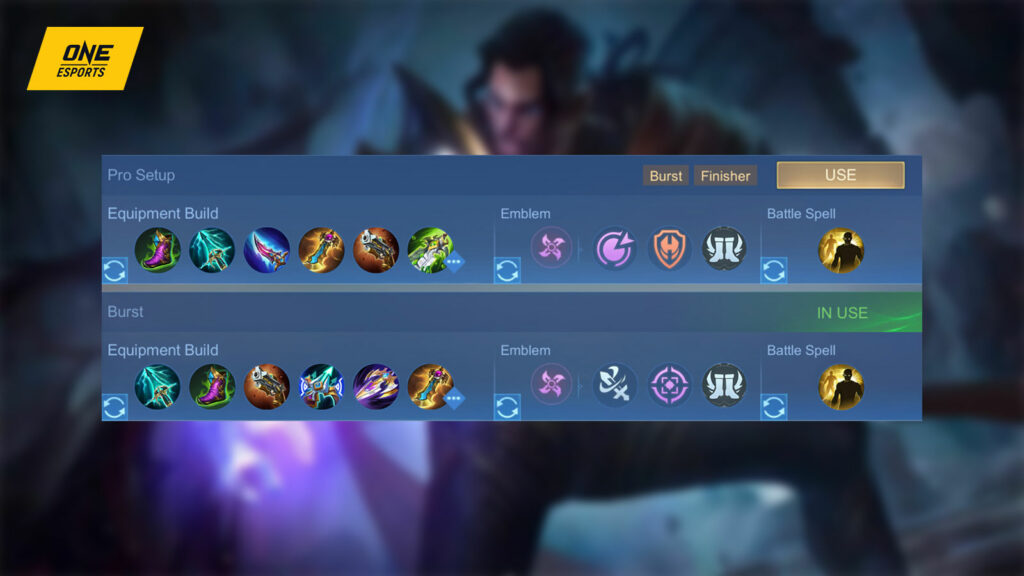 ONE
ESPORTS
Pro Setup
Burst
Finisher
USE
Equipment Build
Emblem
Battle Spell
Burst
IN USE
Equipment Build
Emblem
Battle Spell